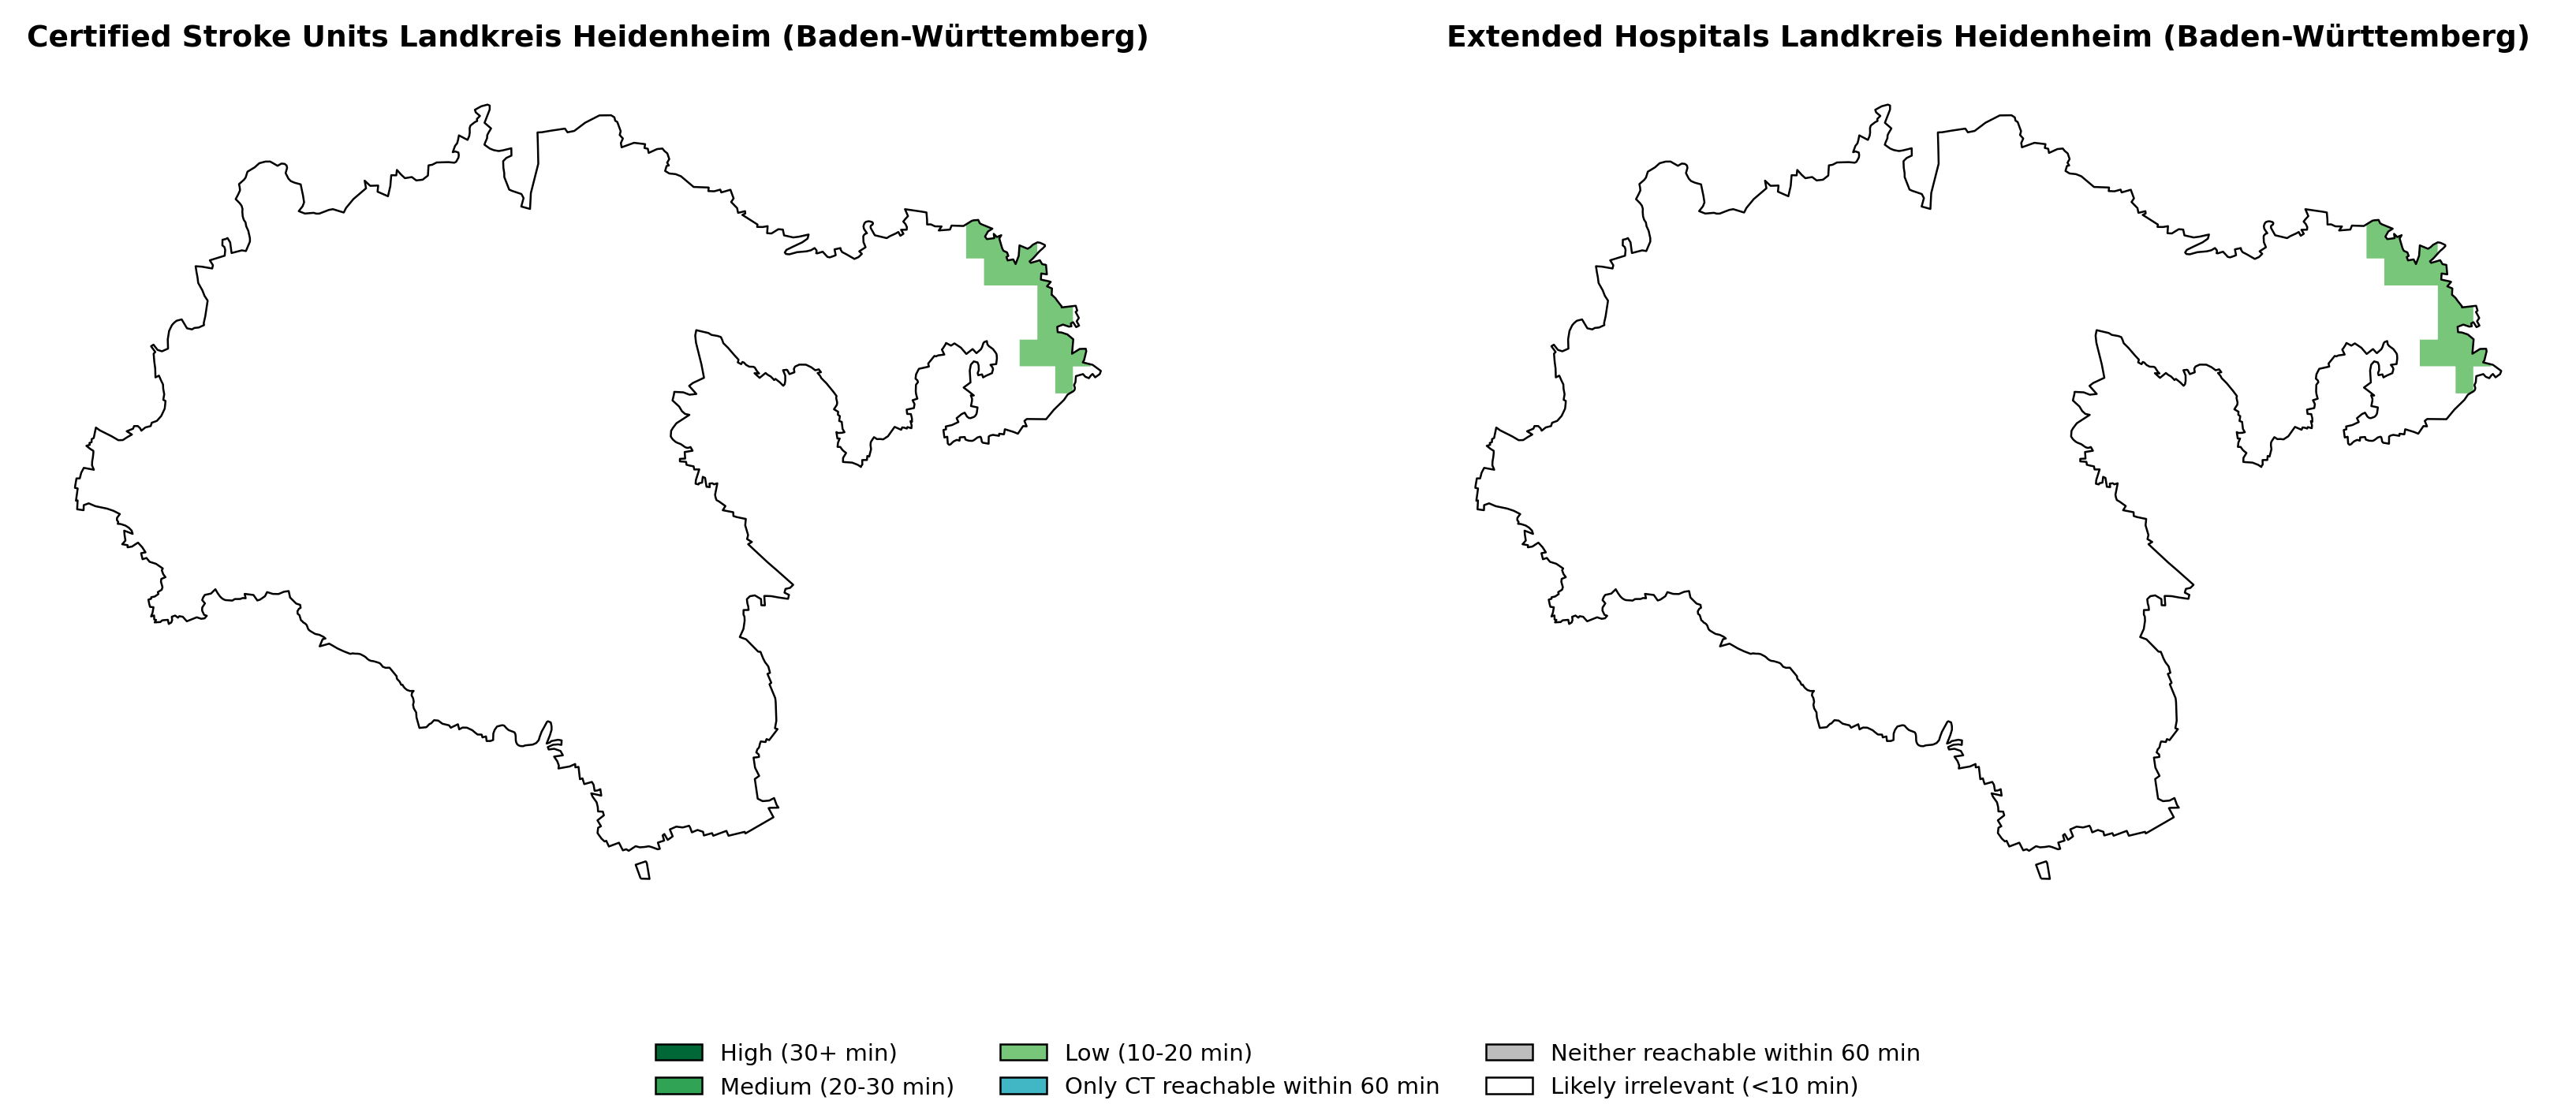 Certified Stroke Units Landkreis Heidenheim (Baden-Württemberg)
Extended Hospitals Landkreis Heidenheim (Baden-Württemberg)
High (30+ min)
Medium (20-30 min)
Low (10-20 min)
Only CT reachable within 60 min
Neither reachable within 60 min
Likely irrelevant (<10 min)